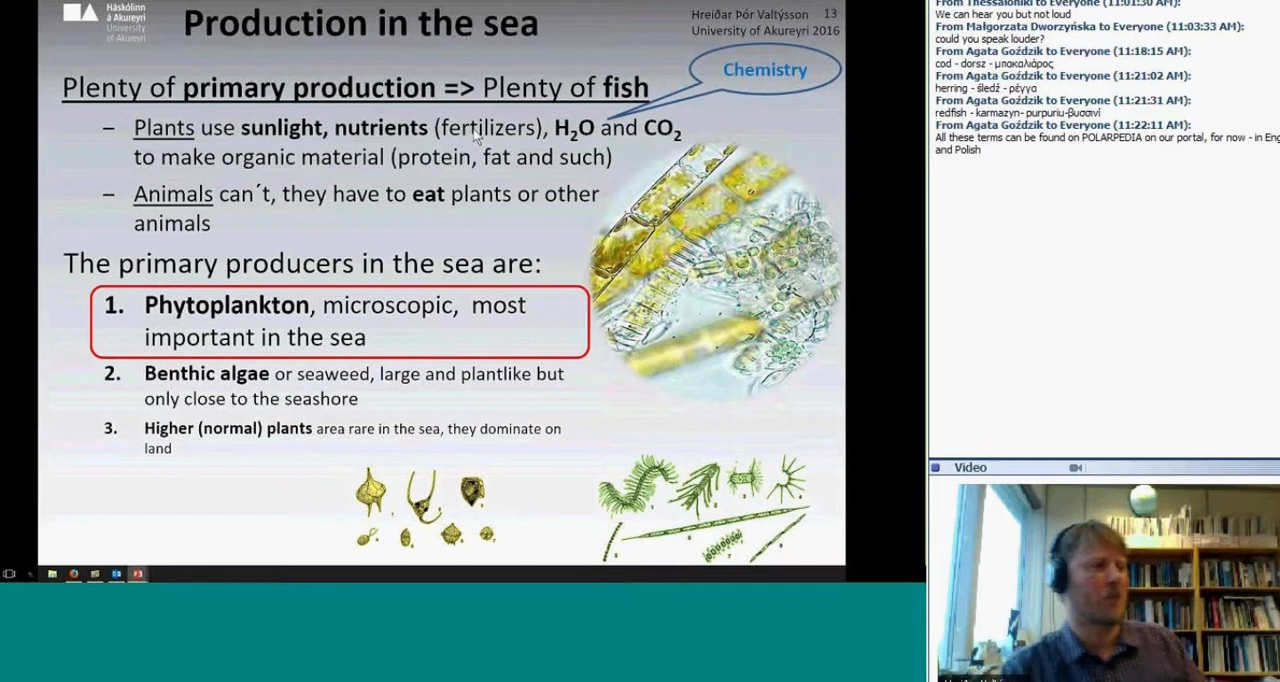 Háskólinn
á Akureyri
University
of Akureyri
Production in the sea
Hreiðar Þór Valtýsson 13
University of Akureyri 2016
Chemistry
Plenty of primary production => Plenty of fish
– Plants use sunlight, nutrients (fertilizers), H₂O and CO₂
to make organic material (protein, fat and such)
– Animals can´t, they have to eat plants or other
animals
The primary producers in the sea are:
1. Phytoplankton, microscopic, most
important in the sea
2. Benthic algae or seaweed, large and plantlike but
only close to the seashore
3. Higher (normal) plants area rare in the sea, they dominate on
land
From Thessaloniki to Everyone (11:01:30 AM):
We can hear you but not loud
From Małgorzata Dworzyńska to Everyone (11:03:33 AM):
could you speak louder?
From Agata Goździk to Everyone (11:18:15 AM):
cod - dorsz - μπακαλιάρος
From Agata Goździk to Everyone (11:21:02 AM):
herring - śledź - ρέγγα
From Agata Goździk to Everyone (11:21:31 AM):
redfish - karmazyn- purpuriu-βυσσινί
From Agata Goździk to Everyone (11:22:11 AM):
All these terms can be found on POLARPEDIA on our portal, for now - in Eng
and Polish
Video